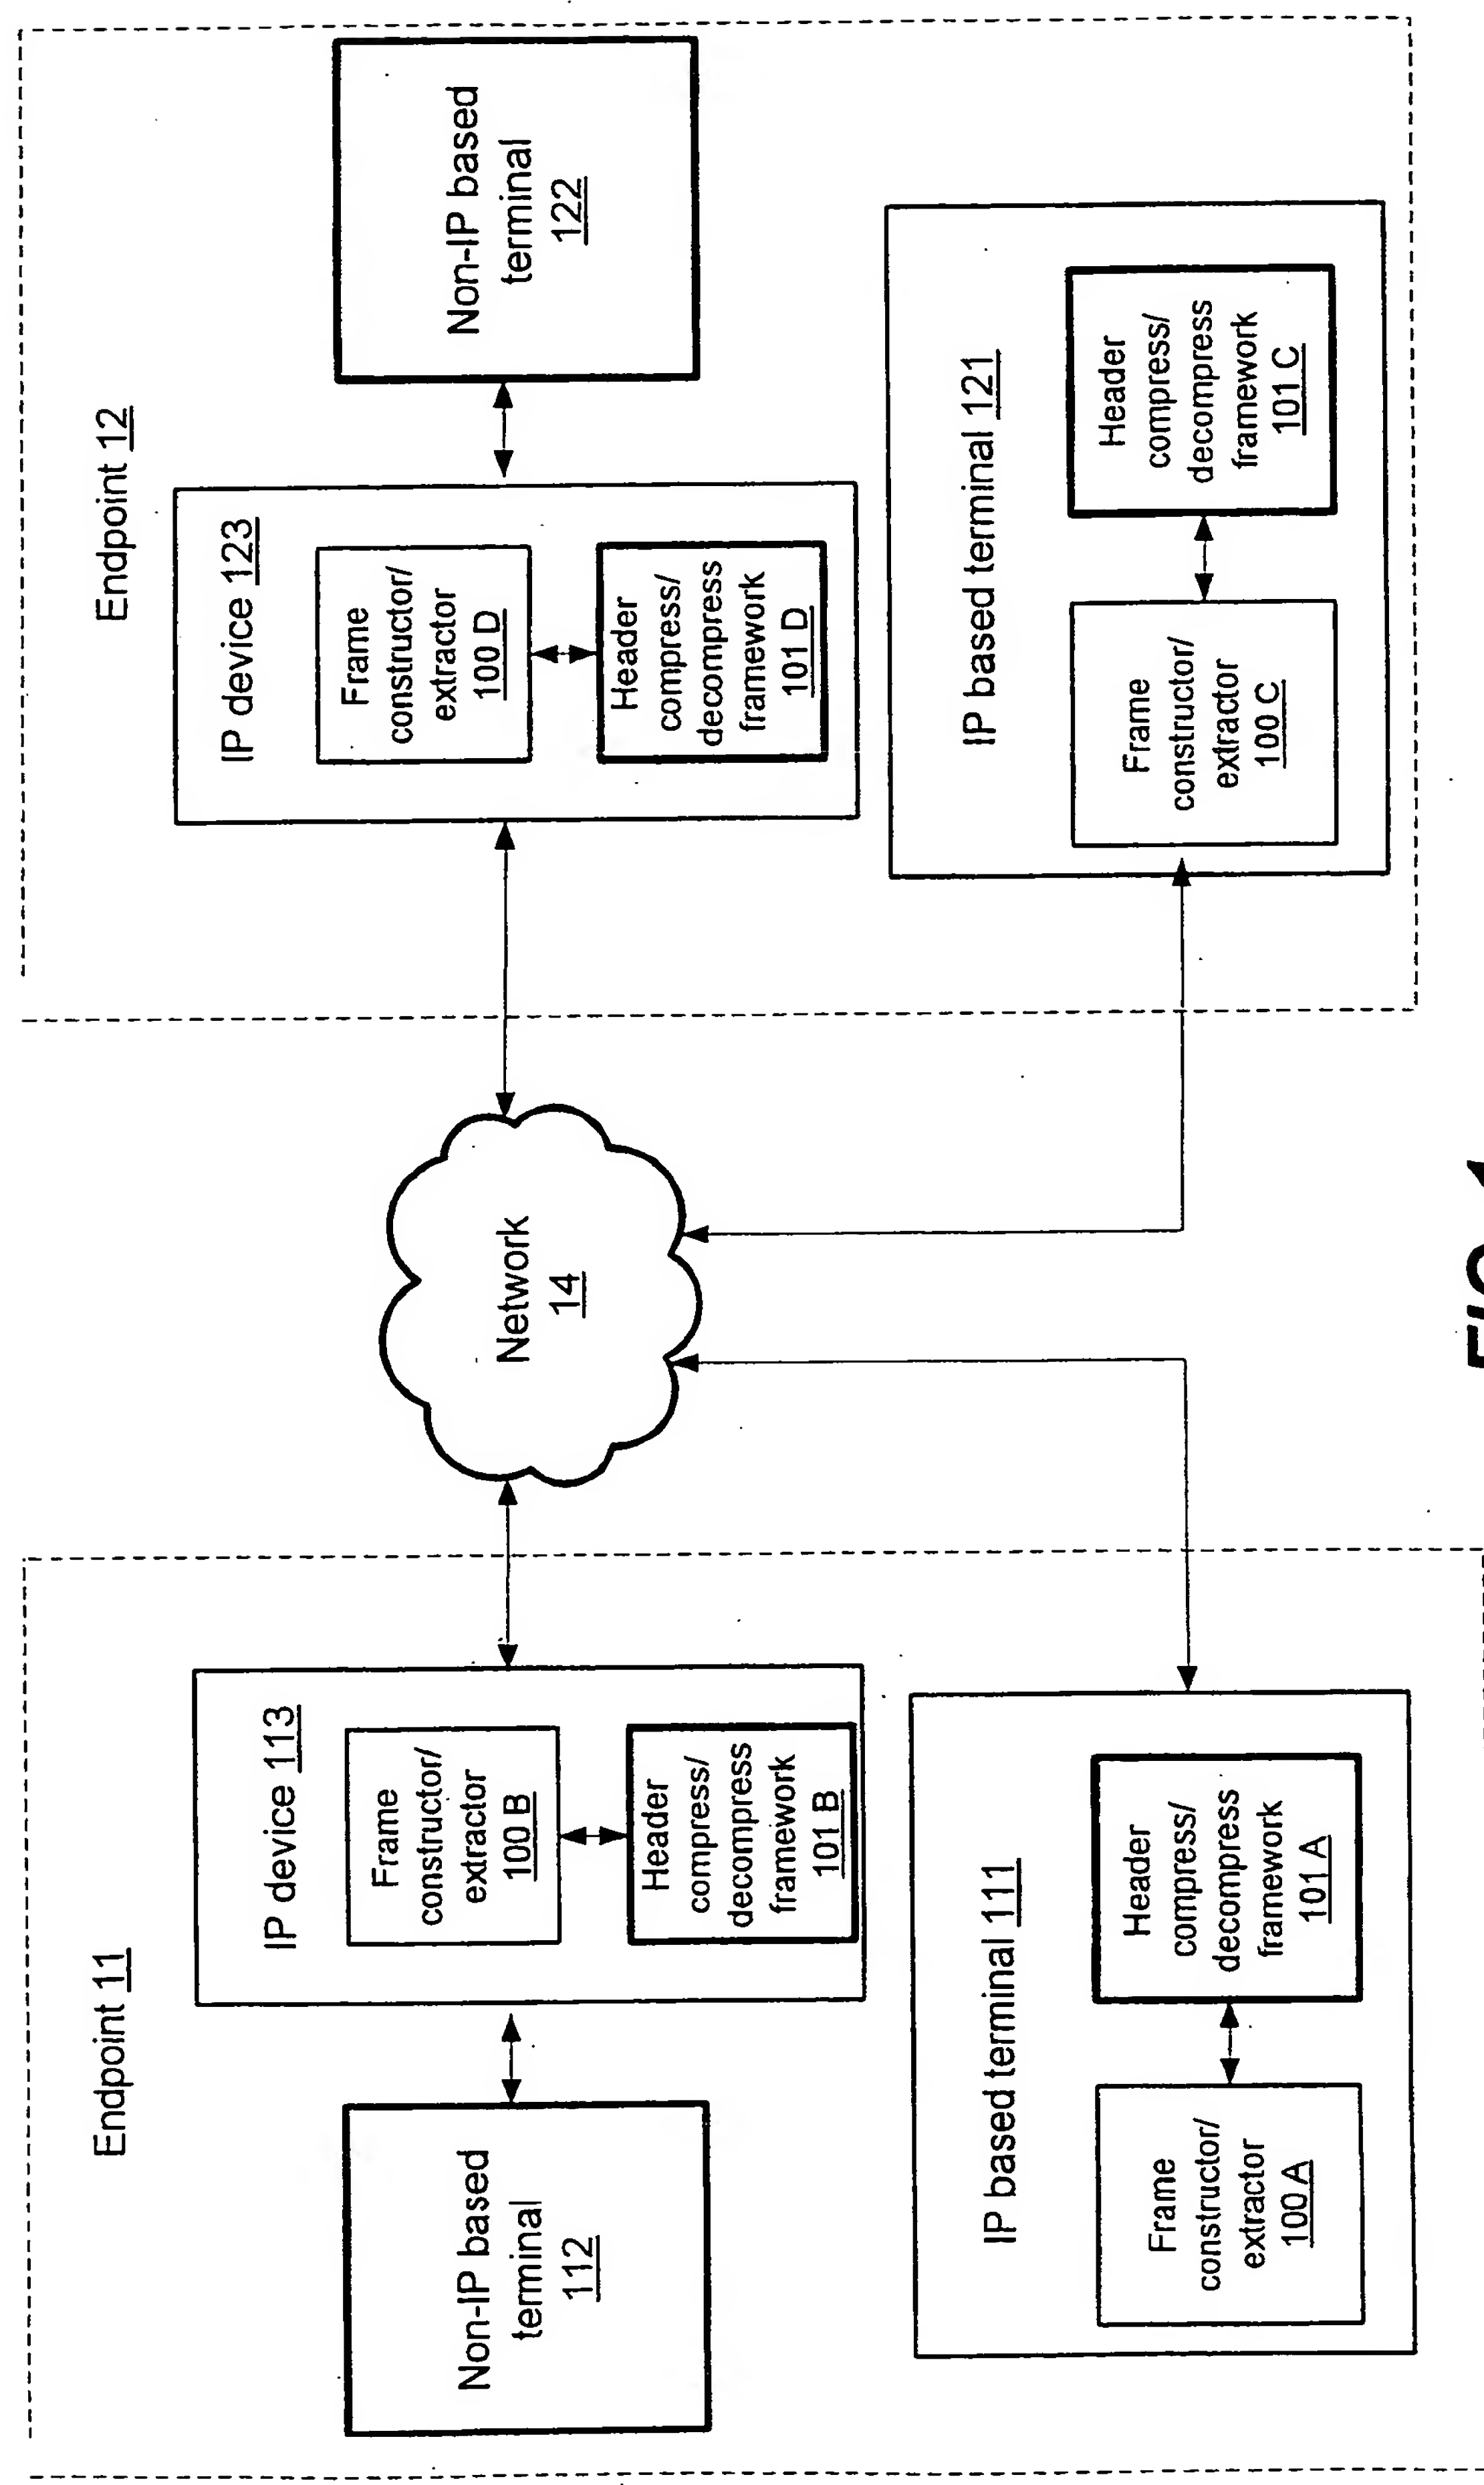 Endpoint 11
Non-IP based
terminal
112
IP device 113
Frame
constructor/
extractor
100 B
Header
compress/
decompress
framework
101 B
IP based terminal 111
Frame
constructor/
extractor
100 A
Header
compress/
decompress
framework
101 A
Network
14
Endpoint 12
IP device 123
Frame
constructor/
extractor
100 D
Header
compress/
decompress
framework
101 D
Non-IP based
terminal
122
IP based terminal 121
Frame
constructor/
extractor
100 C
Header
compress/
decompress
framework
101 C